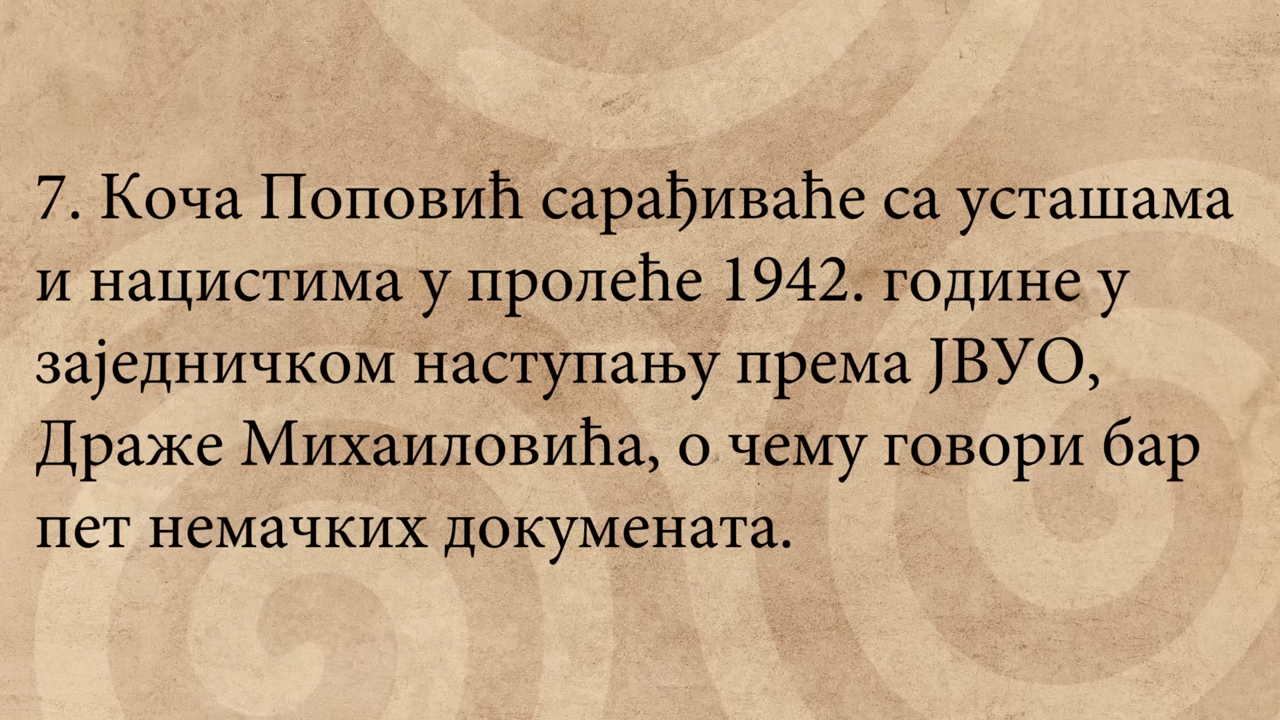 7. Коча Поповић сарађиваће са усташама
и нацистима у пролеће 1942. године у
заједничком наступању према ЈВУО,
Драже Михаиловића, о чему говори бар
пет немачких докумената.